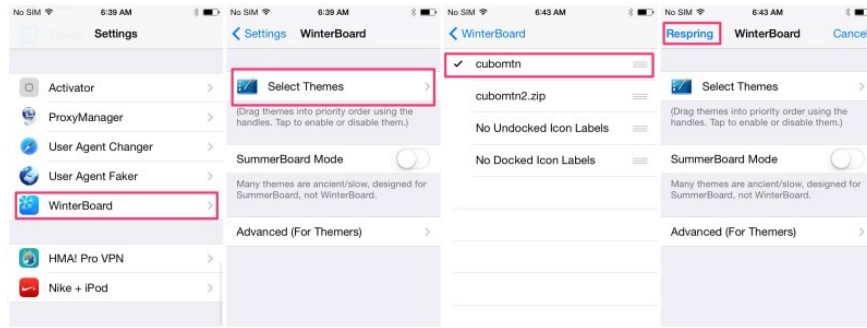 No SIM 6:39 AM
Settings
Activator
ProxyManager
User Agent Changer
User Agent Faker
WinterBoard
HMA! Pro VPN
Nike + iPod
No SIM 6:39 AM
Settings WinterBoard
Select Themes
(Drag themes into priority order using the
handles. Tap to enable or disable them.)
SummerBoard Mode
Many themes are ancient/slow, designed for
SummerBoard, not WinterBoard.
Advanced (For Themers)
No SIM 6:43 AM
WinterBoard
cubomtn
cubomtn2.zip
No Undocked Icon Labels
No Docked Icon Labels
No SIM 6:43 AM
Respring WinterBoard Cancel
Select Themes
(Drag themes into priority order using the
handles. Tap to enable or disable them.)
SummerBoard Mode
Many themes are ancient/slow, designed for
SummerBoard, not WinterBoard.
Advanced (For Themers)